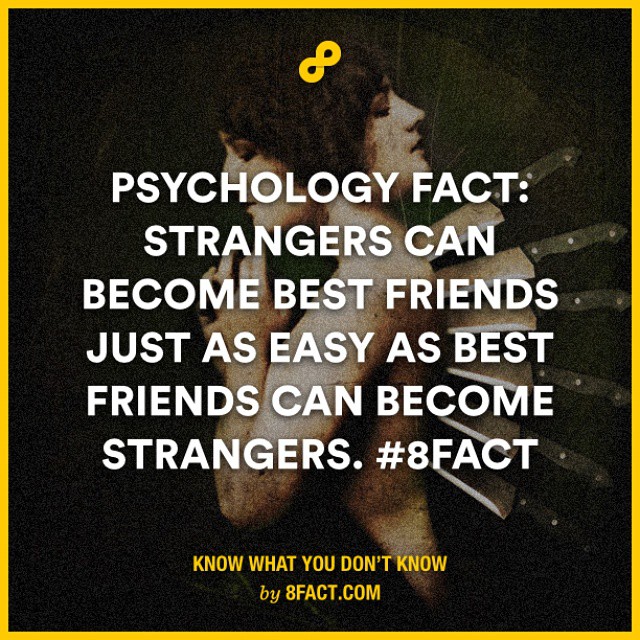 PSYCHOLOGY FACT:
STRANGERS CAN
BECOME BEST FRIENDS
JUST AS EASY AS BEST
FRIENDS CAN BECOME
STRANGERS. #8FACT
KNOW WHAT YOU DON'T KNOW
by 8FACT.COM